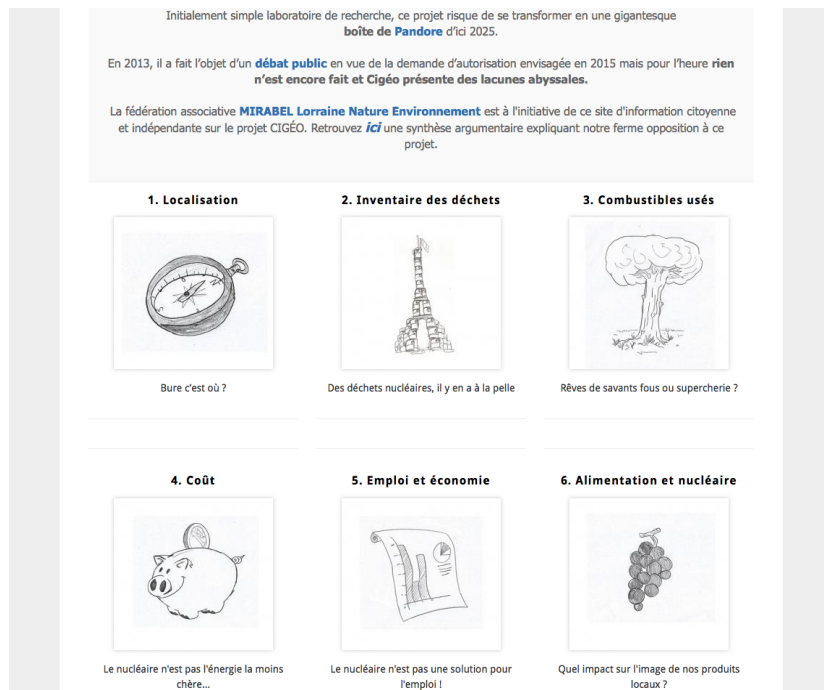 Initialement simple laboratoire de recherche, ce projet risque de se transformer en une gigantesque
boîte de Pandore d'ici 2025.
En 2013, il a fait l'objet d'un débat public en vue de la demande d'autorisation envisagée en 2015 mais pour l'heure rien
n'est encore fait et Cigéo présente des lacunes abyssales.
La fédération associative MIRABEL Lorraine Nature Environnement est à l'initiative de ce site d'information citoyenne
et indépendante sur le projet CIGÉO. Retrouvez ici une synthèse argumentaire expliquant notre ferme opposition à ce
projet.
1. Localisation
2. Inventaire des déchets
3. Combustibles usés
Bure c'est où ?
Des déchets nucléaires, il y en a à la pelle
Rêves de savants fous ou supercherie ?
4. Coût
5. Emploi et économie
6. Alimentation et nucléaire
Le nucléaire n'est pas l'énergie la moins
chère...
Le nucléaire n'est pas une solution pour
l'emploi !
Quel impact sur l'image de nos produits
locaux ?